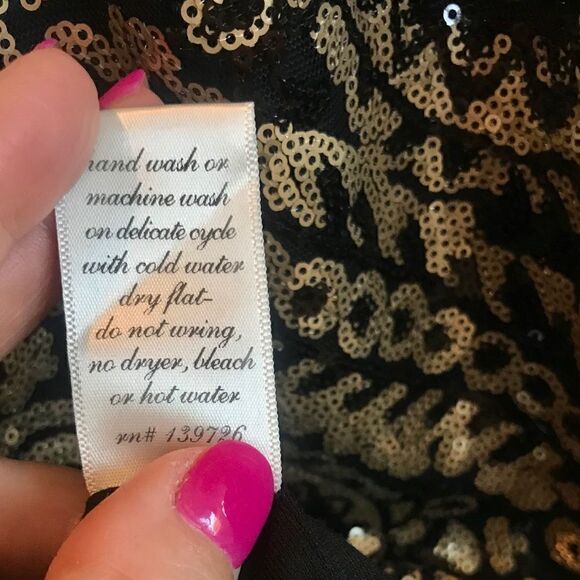 hand wash or
machine wash
on delicate cycle
with cold water
dry flat-
do not wring,
no dryer, bleach
or hot water
rn# 139726